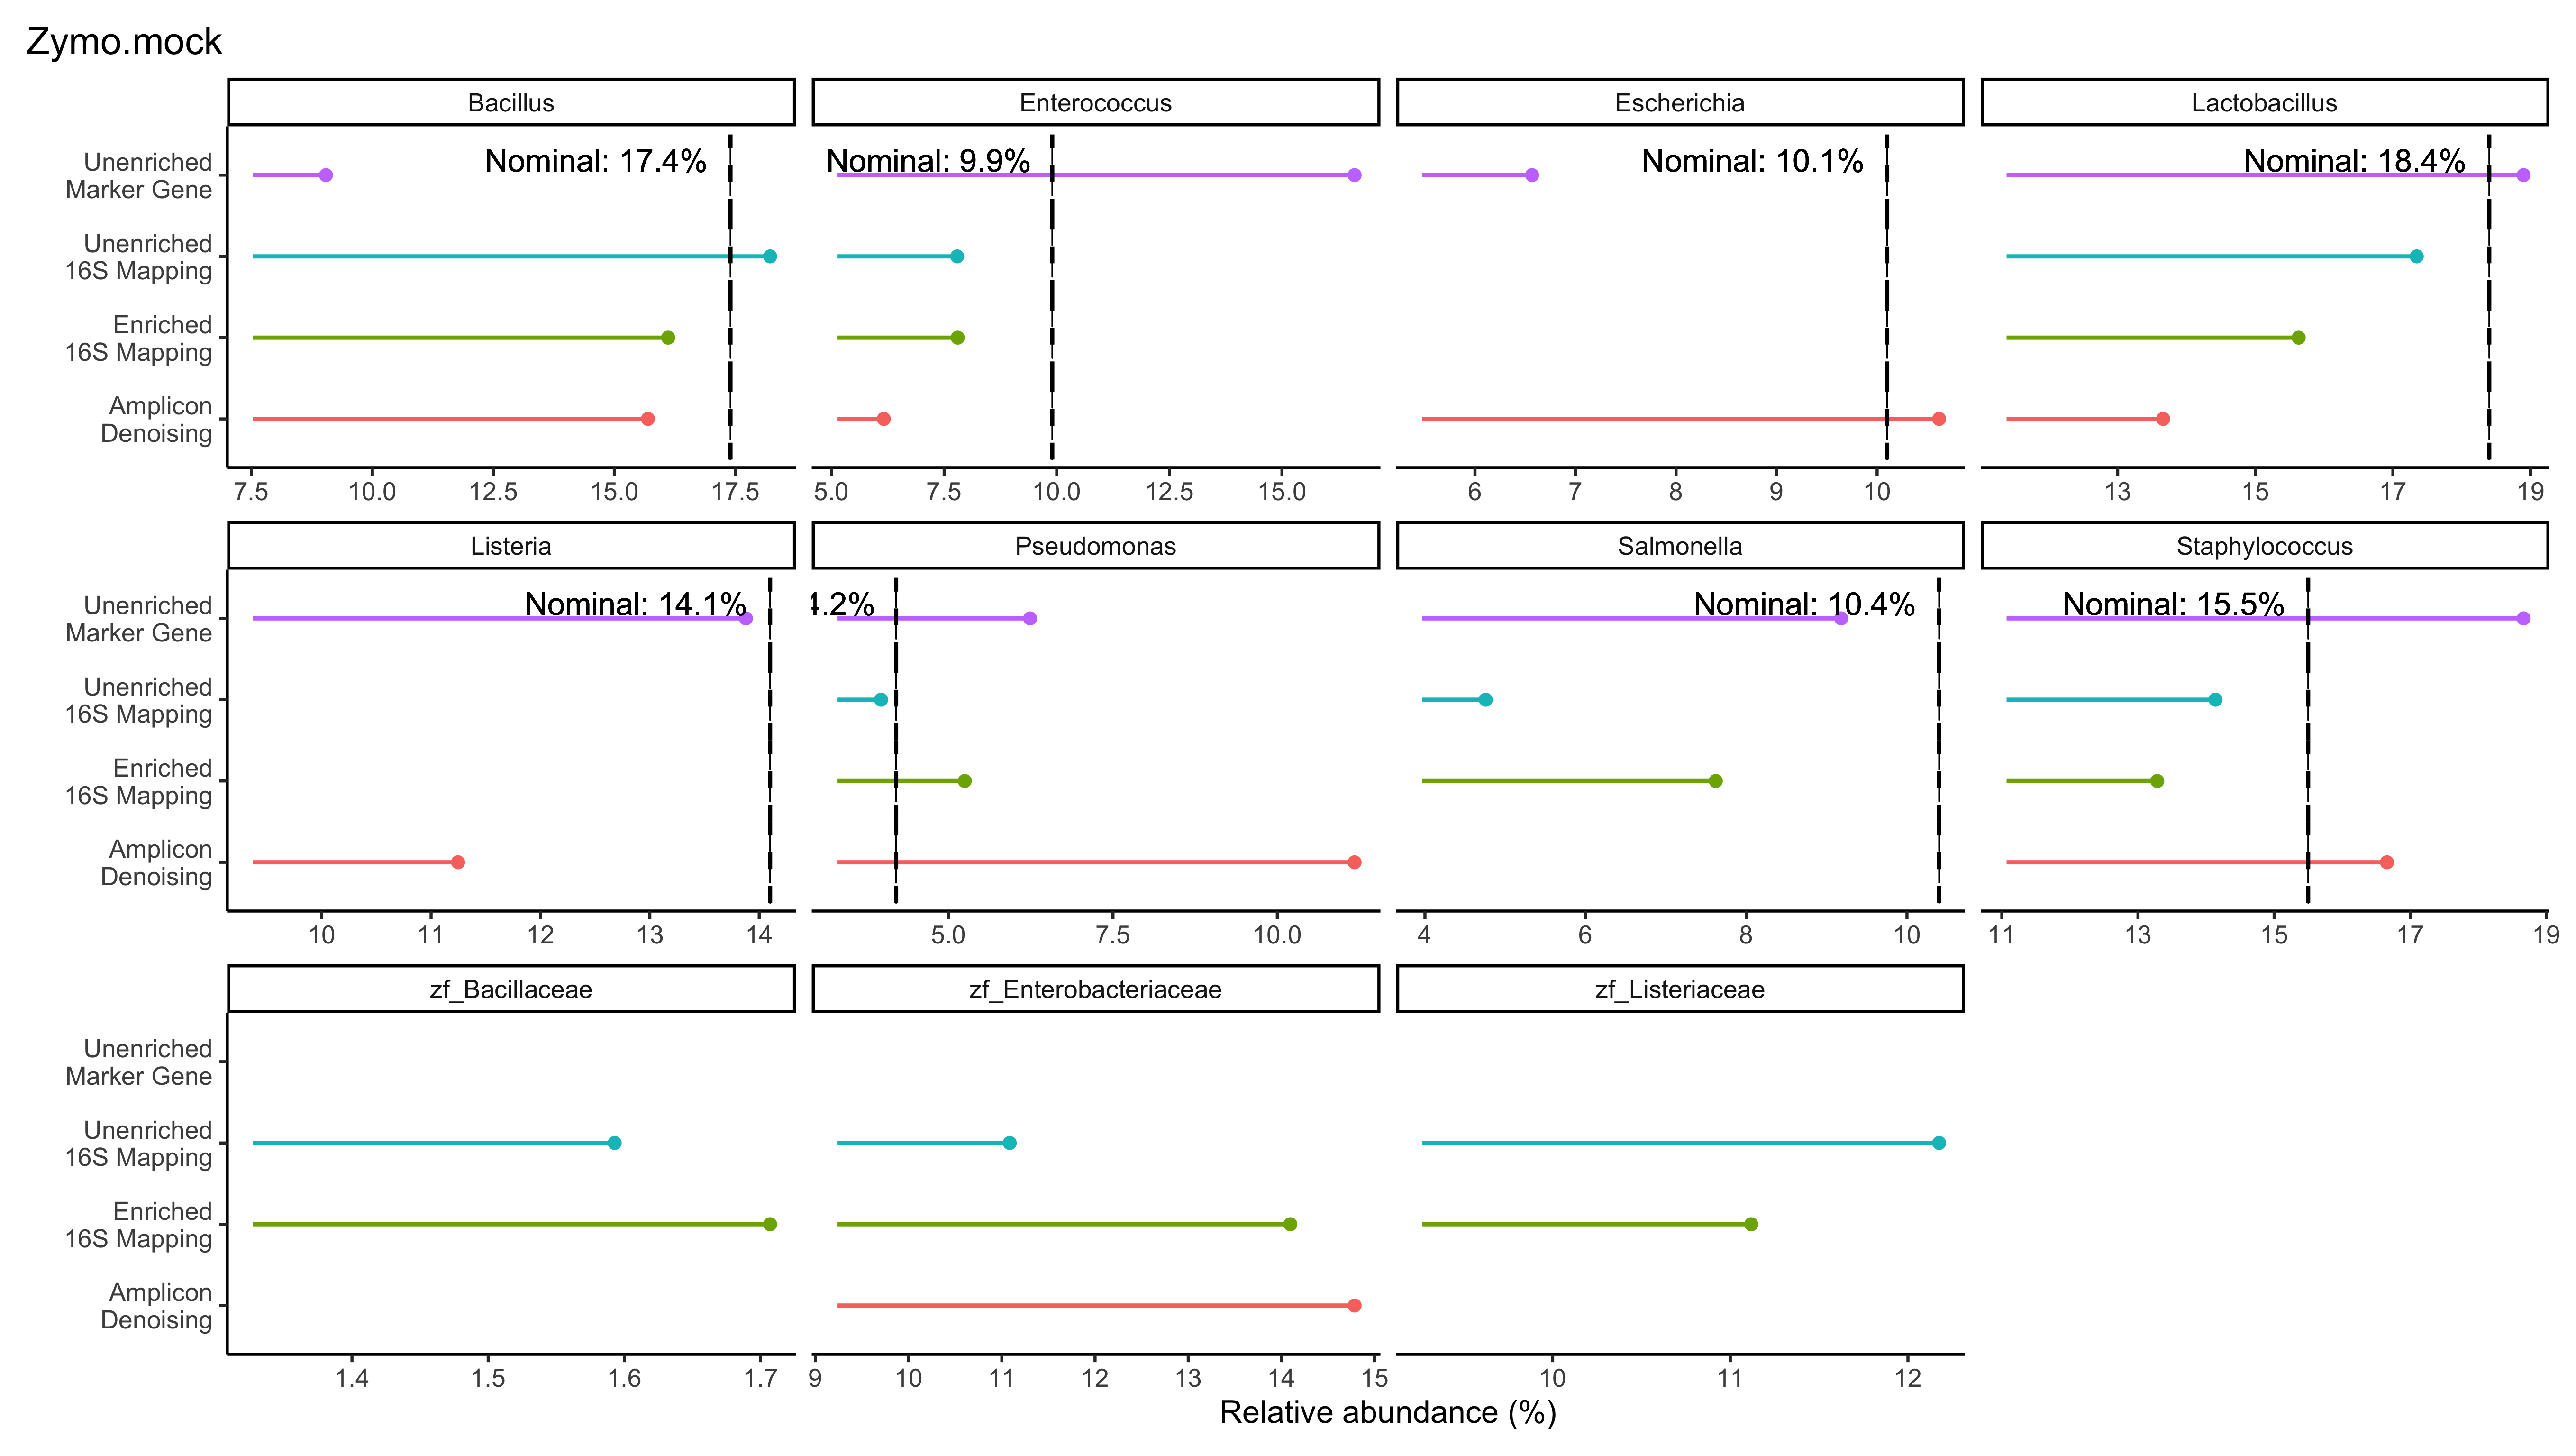 Zymo.mock
Bacillus
Enterococcus
Escherichia
Lactobacillus
Unenriched
Marker Gene
Unenriched
16S Mapping
Enriched
16S Mapping
Amplicon
Denoising
Nominal: 17.4%
Nominal: 9.9%
Nominal: 10.1%
Nominal: 18.4%
7.5 10.0 12.5 15.0 17.5
5.0 7.5 10.0 12.5 15.0
6 7 8 9 10
13 15 17 19
Listeria
Pseudomonas
Salmonella
Staphylococcus
Unenriched
Marker Gene
Unenriched
16S Mapping
Enriched
16S Mapping
Amplicon
Denoising
Nominal: 14.1%
4.2%
Nominal: 10.4%
Nominal: 15.5%
10 11 12 13 14
5.0 7.5 10.0
4 6 8 10
11 13 15 17 19
zf_Bacillaceae
zf_Enterobacteriaceae
zf_Listeriaceae
Unenriched
Marker Gene
Unenriched
16S Mapping
Enriched
16S Mapping
Amplicon
Denoising
1.4 1.5 1.6 1.7
9 10 11 12 13 14 15
10 11 12
Relative abundance (%)